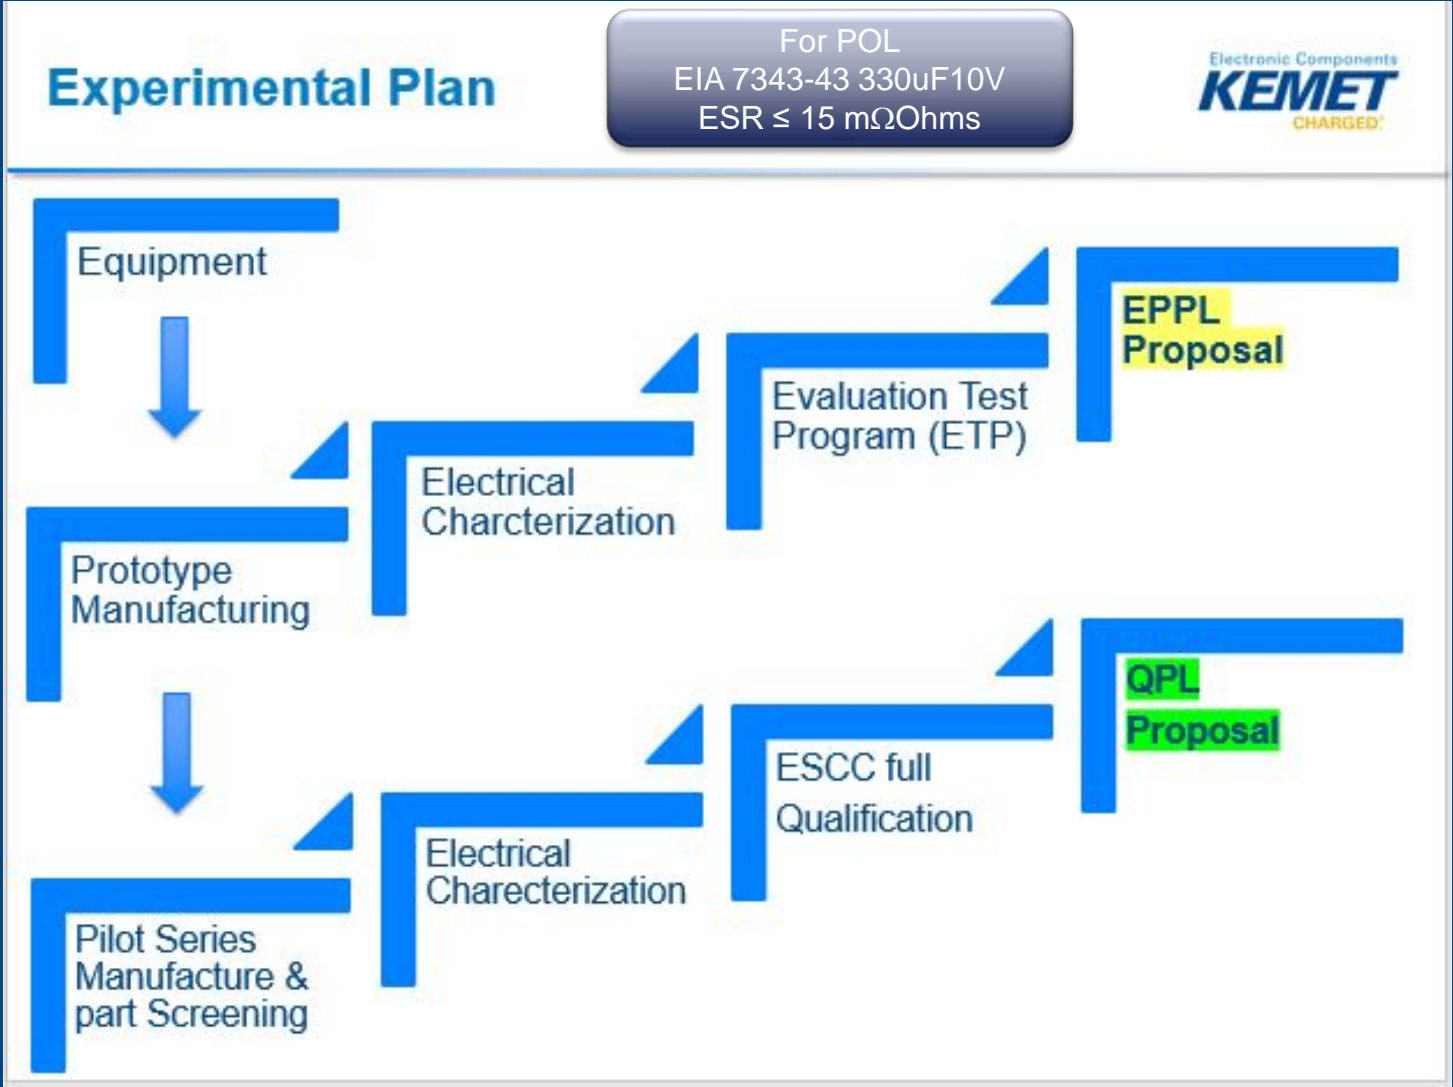 Experimental Plan
For POL
EIA 7343-43 330uF10V
ESR ≤ 15 mΩOhms
Electronic Components
KEMET
CHARGED.
Equipment
Prototype
Manufacturing
Electrical
Charcterization
Evaluation Test
Program (ETP)
EPPL
Proposal
Pilot Series
Manufacture &
part Screening
Electrical
Charecterization
ESCC full
Qualification
QPL
Proposal